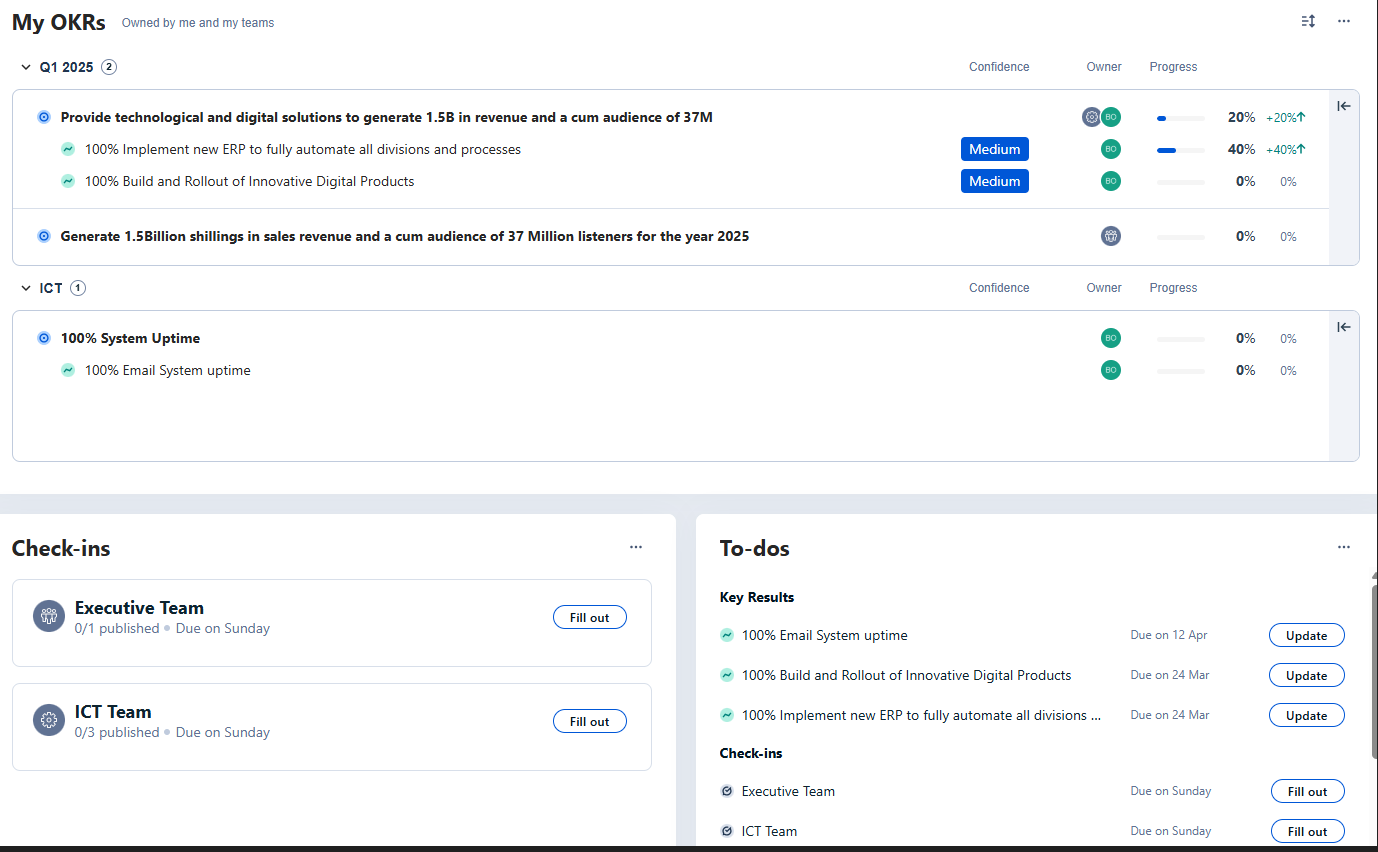 My OKRs Owned by me and my teams
Q1 2025 2 Confidence Owner Progress
Provide technological and digital solutions to generate 1.5B in revenue and a cum audience of 37M BO 20% +20%
100% Implement new ERP to fully automate all divisions and processes Medium BO 40% +40%
100% Build and Rollout of Innovative Digital Products Medium BO 0% 0%
Generate 1.5Billion shillings in sales revenue and a cum audience of 37 Million listeners for the year 2025 0% 0%
ICT 1 Confidence Owner Progress
100% System Uptime BO 0% 0%
100% Email System uptime BO 0% 0%
Check-ins
Executive Team
0/1 published Due on Sunday
Fill out
ICT Team
0/3 published Due on Sunday
Fill out
To-dos
Key Results
100% Email System uptime Due on 12 Apr Update
100% Build and Rollout of Innovative Digital Products Due on 24 Mar Update
100% Implement new ERP to fully automate all divisions ... Due on 24 Mar Update
Check-ins
Executive Team Due on Sunday Fill out
ICT Team Due on Sunday Fill out